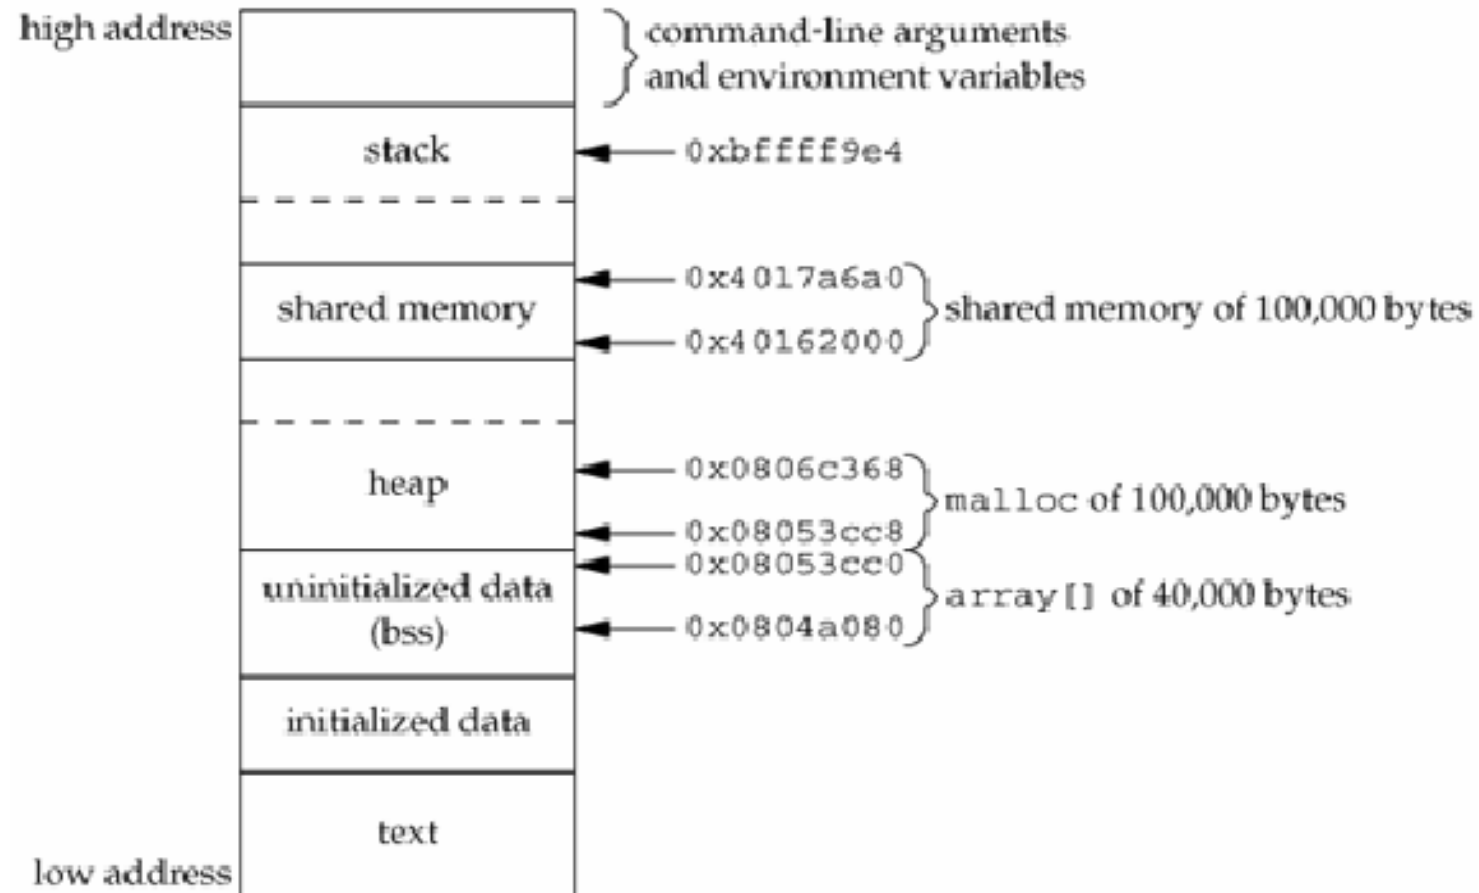 high address
command-line arguments
and environment variables
stack
0xbffff9e4
0x4017a6a0
shared memory
shared memory of 100,000 bytes
0x40162000
0x0806c368
heap
malloc of 100,000 bytes
0x08053cc8
0x08053cc0
uninitialized data
(bss)
array[] of 40,000 bytes
0x0804a080
initialized data
text
low address